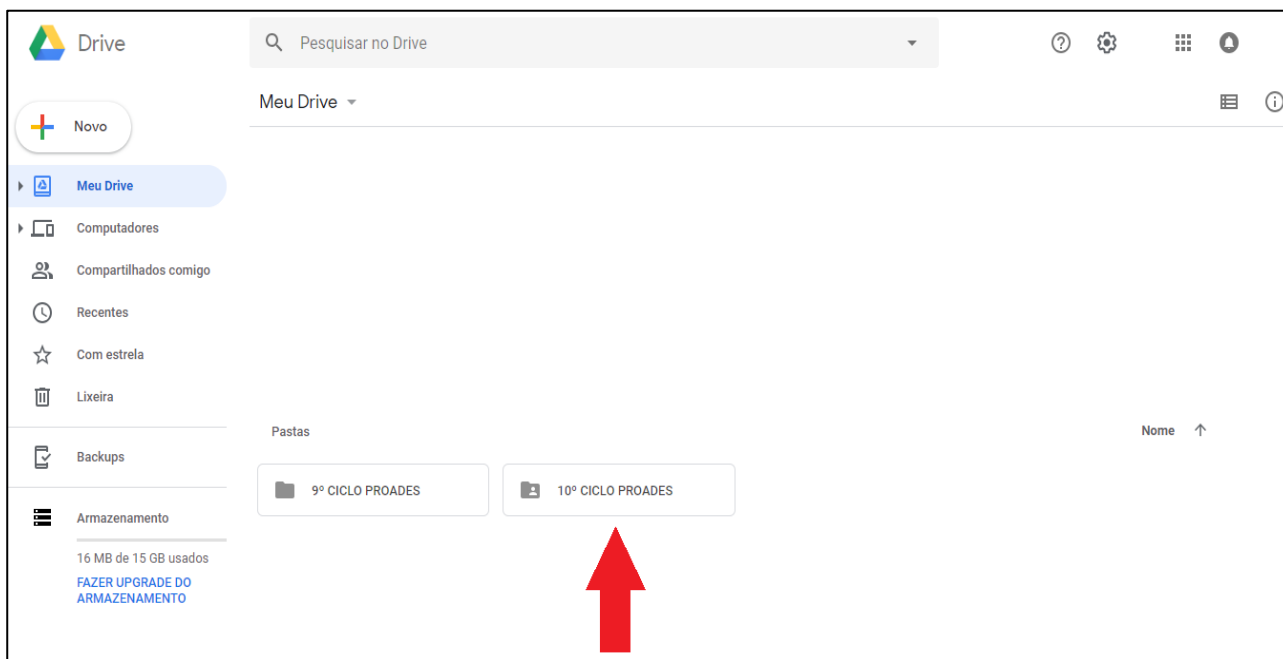 Drive
Pesquisar no Drive
Meu Drive
Novo
Meu Drive
Computadores
Compartilhados comigo
Recentes
Com estrela
Lixeira
Pastas
Nome
Backups
9º CICLO PROADES
10º CICLO PROADES
Armazenamento
16 MB de 15 GB usados
FAZER UPGRADE DO
ARMAZENAMENTO